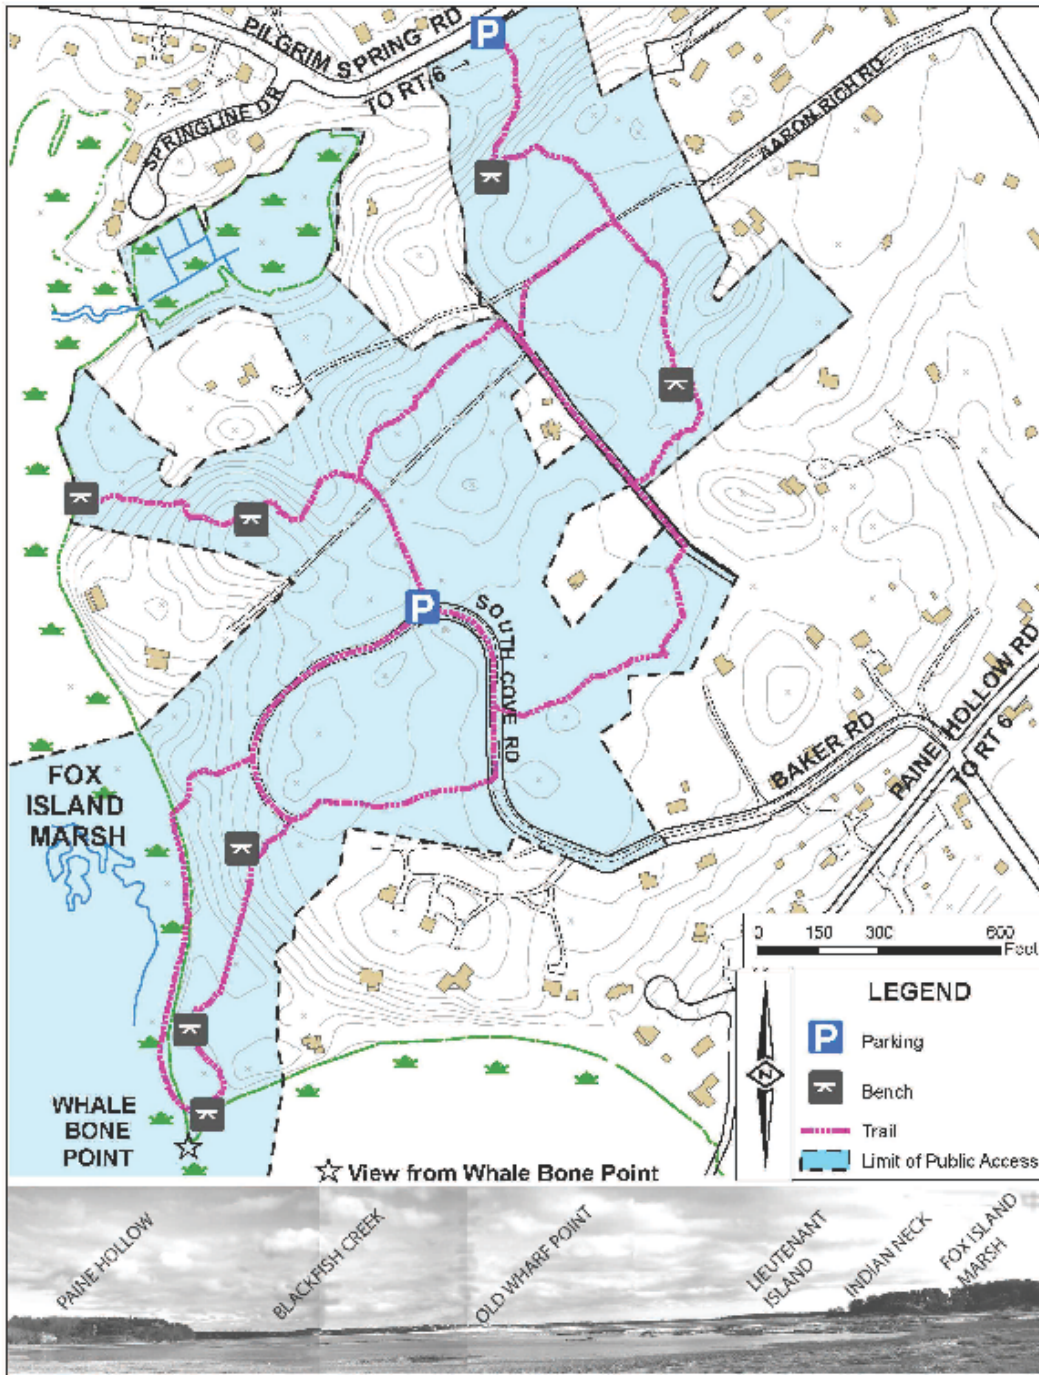 PILGRIM SPRING RD
P
TO RT 6
SPRINGLINE DR
AARON RICH RD
P
SOUTH COVE RD
BAKER RD
PAINE HOLLOW RD
TO RT 6
FOX
ISLAND
MARSH
0 150 300 600
Feet
LEGEND
P Parking
Bench
Trail
Limit of Public Access
N
WHALE
BONE
POINT
View from Whale Bone Point
PAINE HOLLOW
BLACKFISH CREEK
OLD WHARF POINT
LIEUTENANT
ISLAND
INDIAN NECK
FOX ISLAND
MARSH